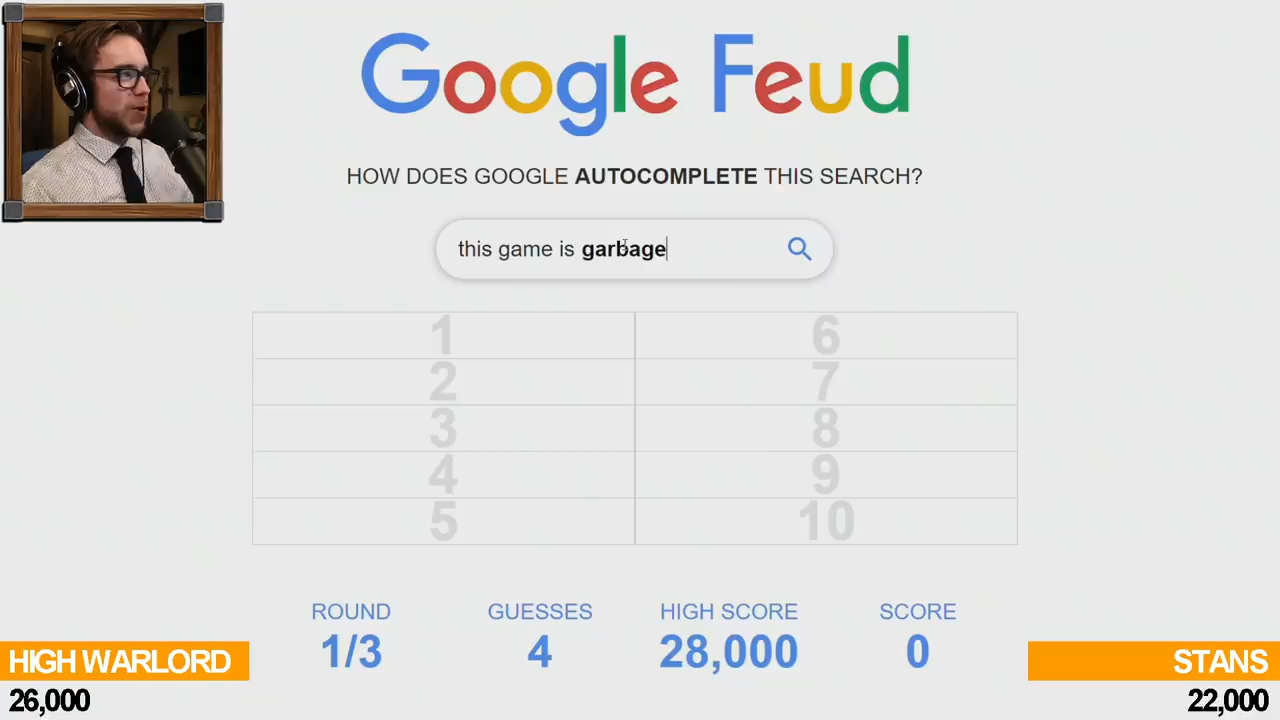 Google Feud
HOW DOES GOOGLE AUTOCOMPLETE THIS SEARCH?
this game is garbage
1 6
2 7
3 8
4 9
5 10
ROUND GUESSES HIGH SCORE SCORE
1/3 4 28,000 0
HIGH WARLORD STANS
26,000 22,000